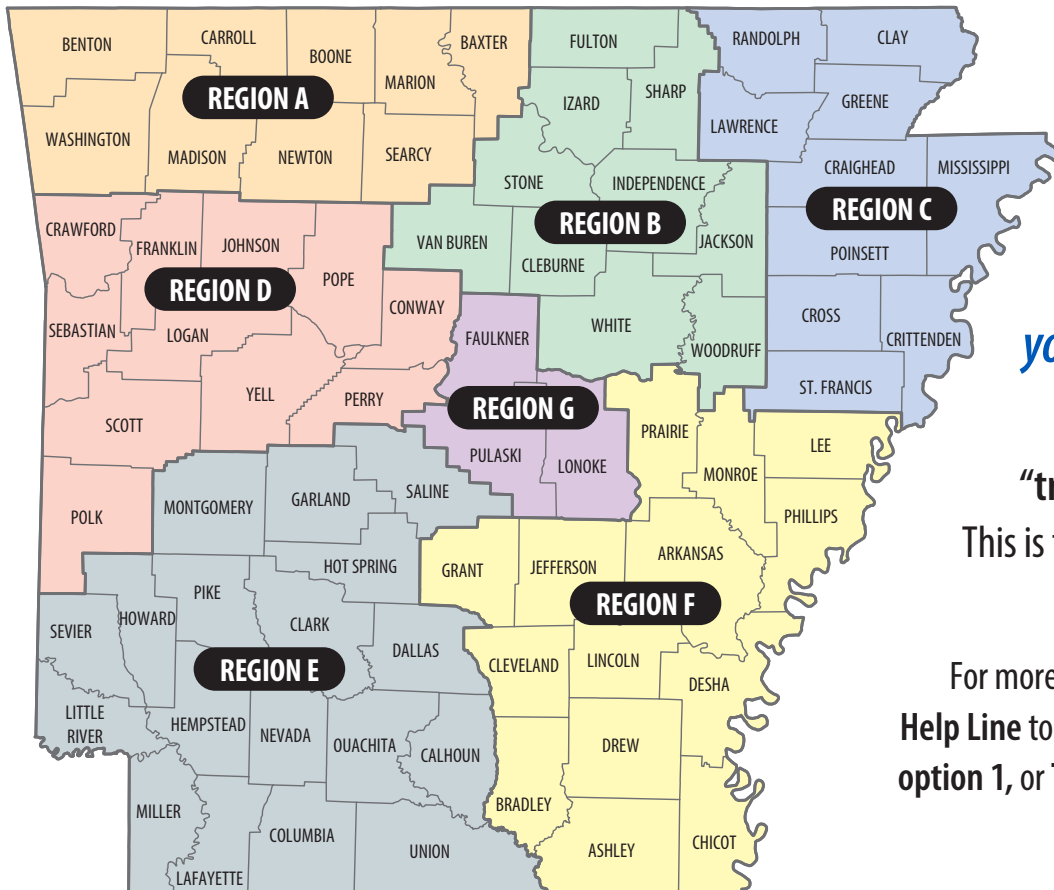 BENTON
CARROLL
BOONE
MARION
BAXTER
FULTON
SHARP
IZARD
RANDOLPH
CLAY
GREENE
LAWRENCE
REGION A
WASHINGTON
MADISON
NEWTON
SEARCY
STONE
INDEPENDENCE
REGION B
VAN BUREN
CLEBURNE
JACKSON
WHITE
WOODRUFF
CRAIGHEAD
MISSISSIPPI
REGION C
POINSETT
CROSS
CRITTENDEN
ST. FRANCIS
CRAWFORD
FRANKLIN
JOHNSON
POPE
REGION D
CONWAY
SEBASTIAN
LOGAN
YELL
PERRY
SCOTT
POLK
FAULKNER
REGION G
PULASKI
LONOKE
PRAIRIE
MONROE
LEE
PHILLIPS
ARKANSAS
GRANT
JEFFERSON
REGION F
CLEVELAND
LINCOLN
DESHA
DREW
BRADLEY
ASHLEY
CHICOT
MONTGOMERY
GARLAND
SALINE
HOT SPRING
PIKE
HOWARD
SEVIER
CLARK
DALLAS
REGION E
LITTLE
RIVER
HEMPSTEAD
NEVADA
OUACHITA
CALHOUN
MILLER
COLUMBIA
UNION
LAFAYETTE
yo
“tr
This is
For more
Help Line to
option 1, or